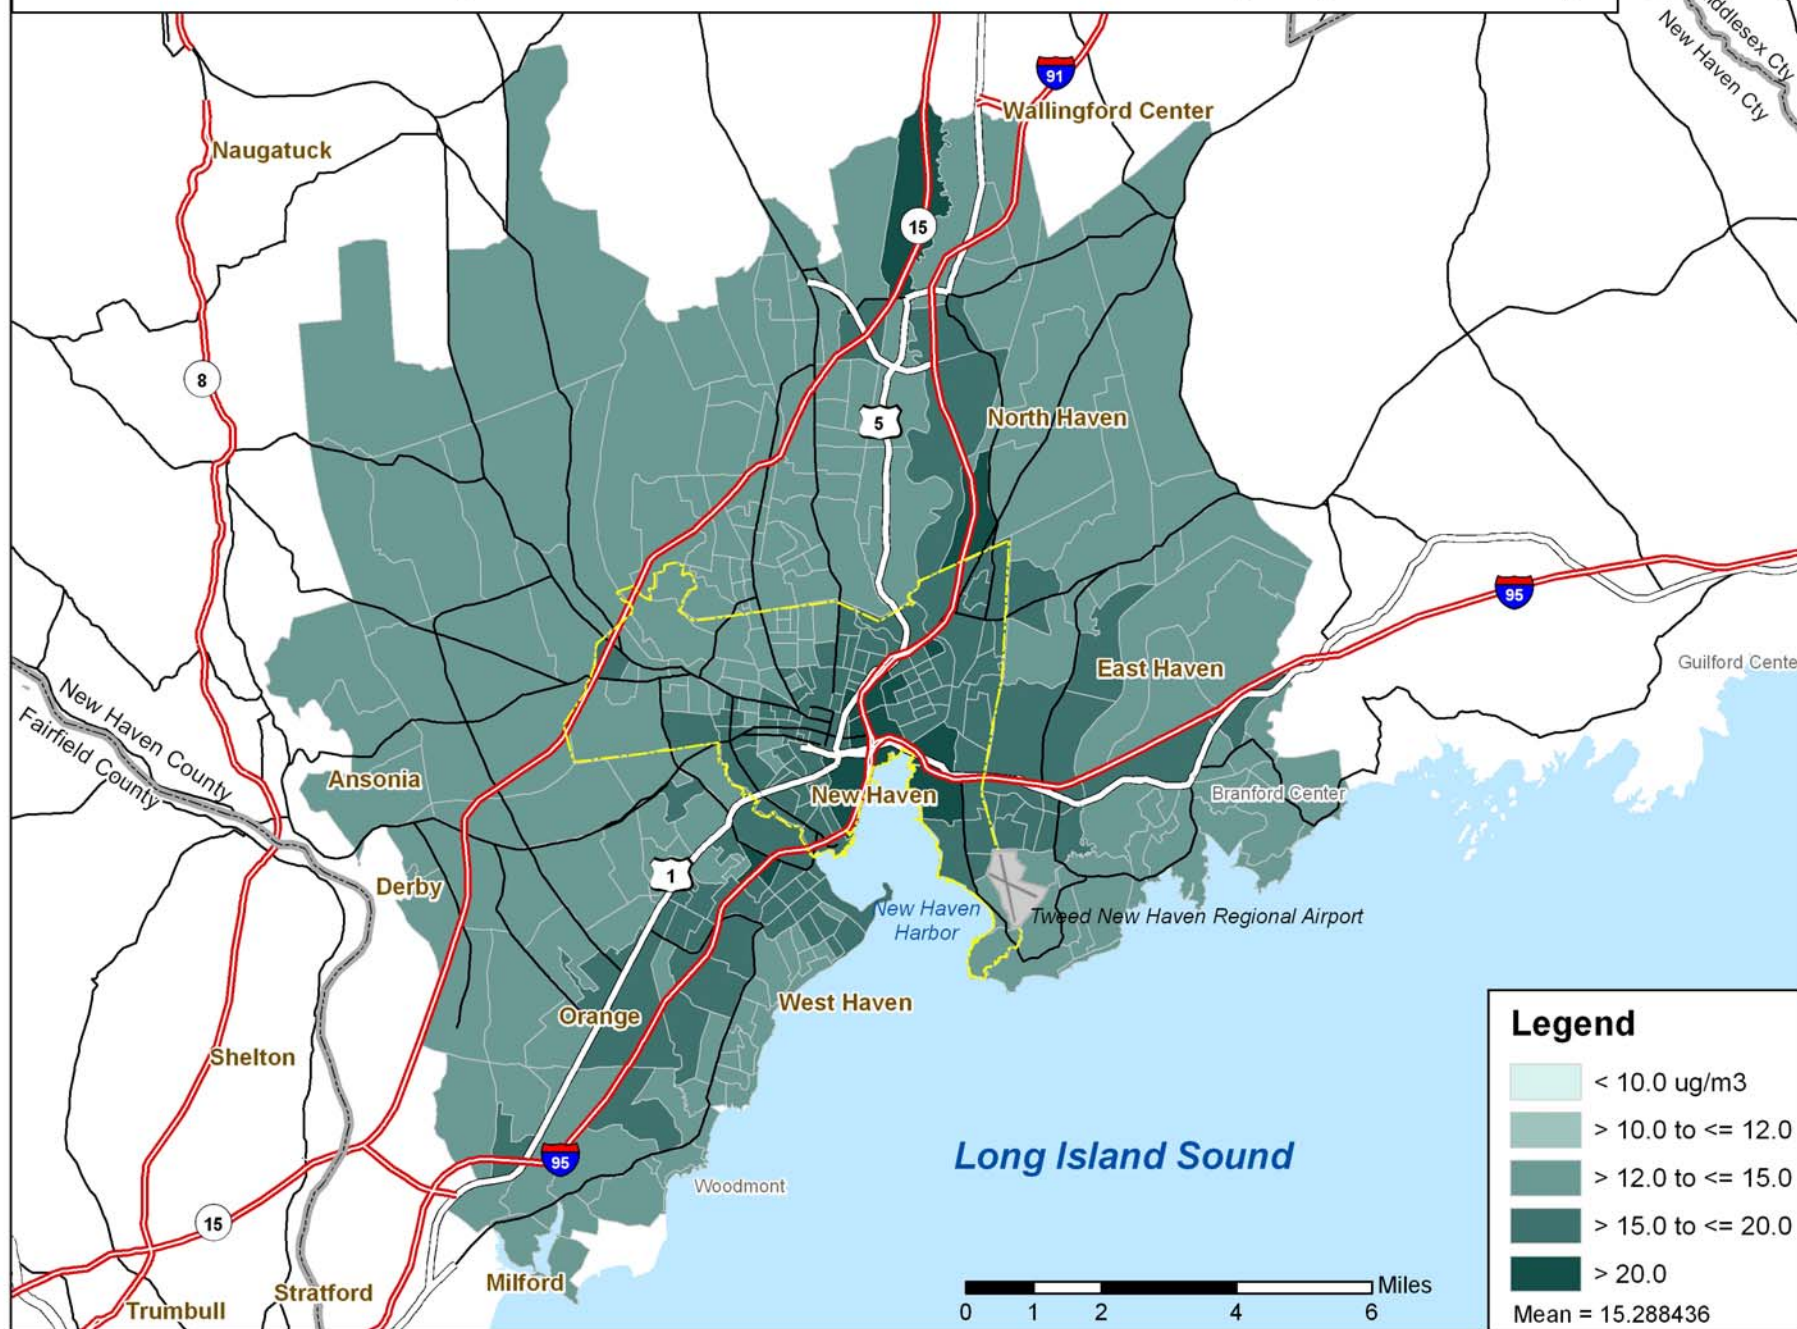 iddlesex Cty
New Haven Cty
91
Wallingford Center
Naugatuck
15
8
5
North Haven
95
East Haven
Guilford Cente
New Haven County
Fairfield County
Ansonia
New Haven
Branford Center
1
Derby
New Haven
Harbor
Tweed New Haven Regional Airport
West Haven
Orange
Shelton
95
Long Island Sound
Woodmont
15
Milford
Stratford
Trumbull
Miles
0 1 2 4 6
Legend
< 10.0 ug/m3
> 10.0 to <= 12.0
> 12.0 to <= 15.0
> 15.0 to <= 20.0
> 20.0
Mean = 15.288436